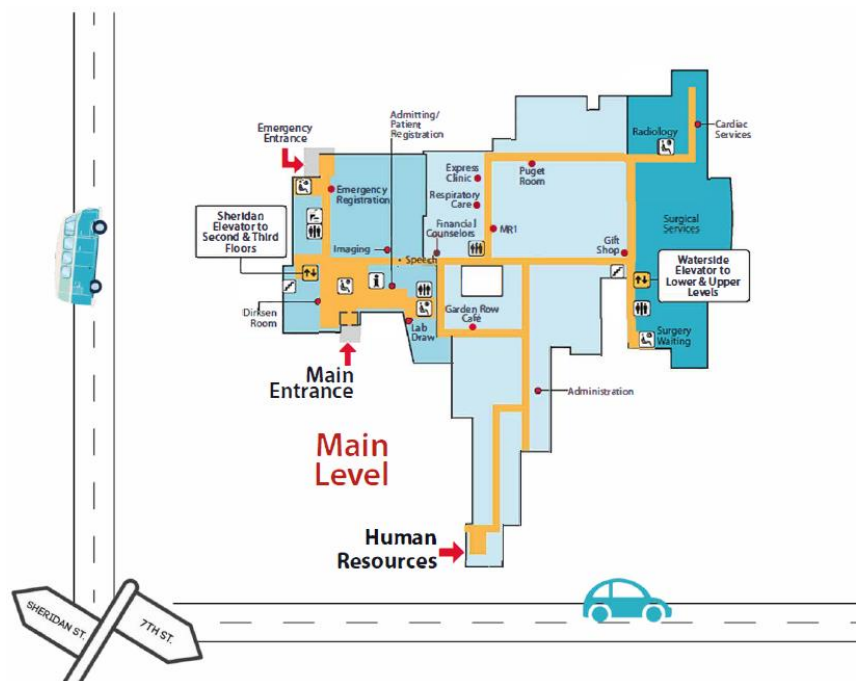 Admitting/
Patient
Registration
Emergency
Entrance
Radiology
Cardiac
Services
Express
Clinic
Puget
Room
Emergency
Registration
Respiratory
Care
Sheridan
Elevator to
Second & Third
Floors
Financial
Counselors
MR1
Surgical
Services
Imaging
Speech
Gift
Shop
Waterside
Elevator to
Lower & Upper
Levels
Dirksen
Room
Garden Row
Café
Lab
Draw
Surgery
Waiting
Main
Entrance
Administration
Main
Level
Human
Resources
SHERIDAN ST.
7TH ST.